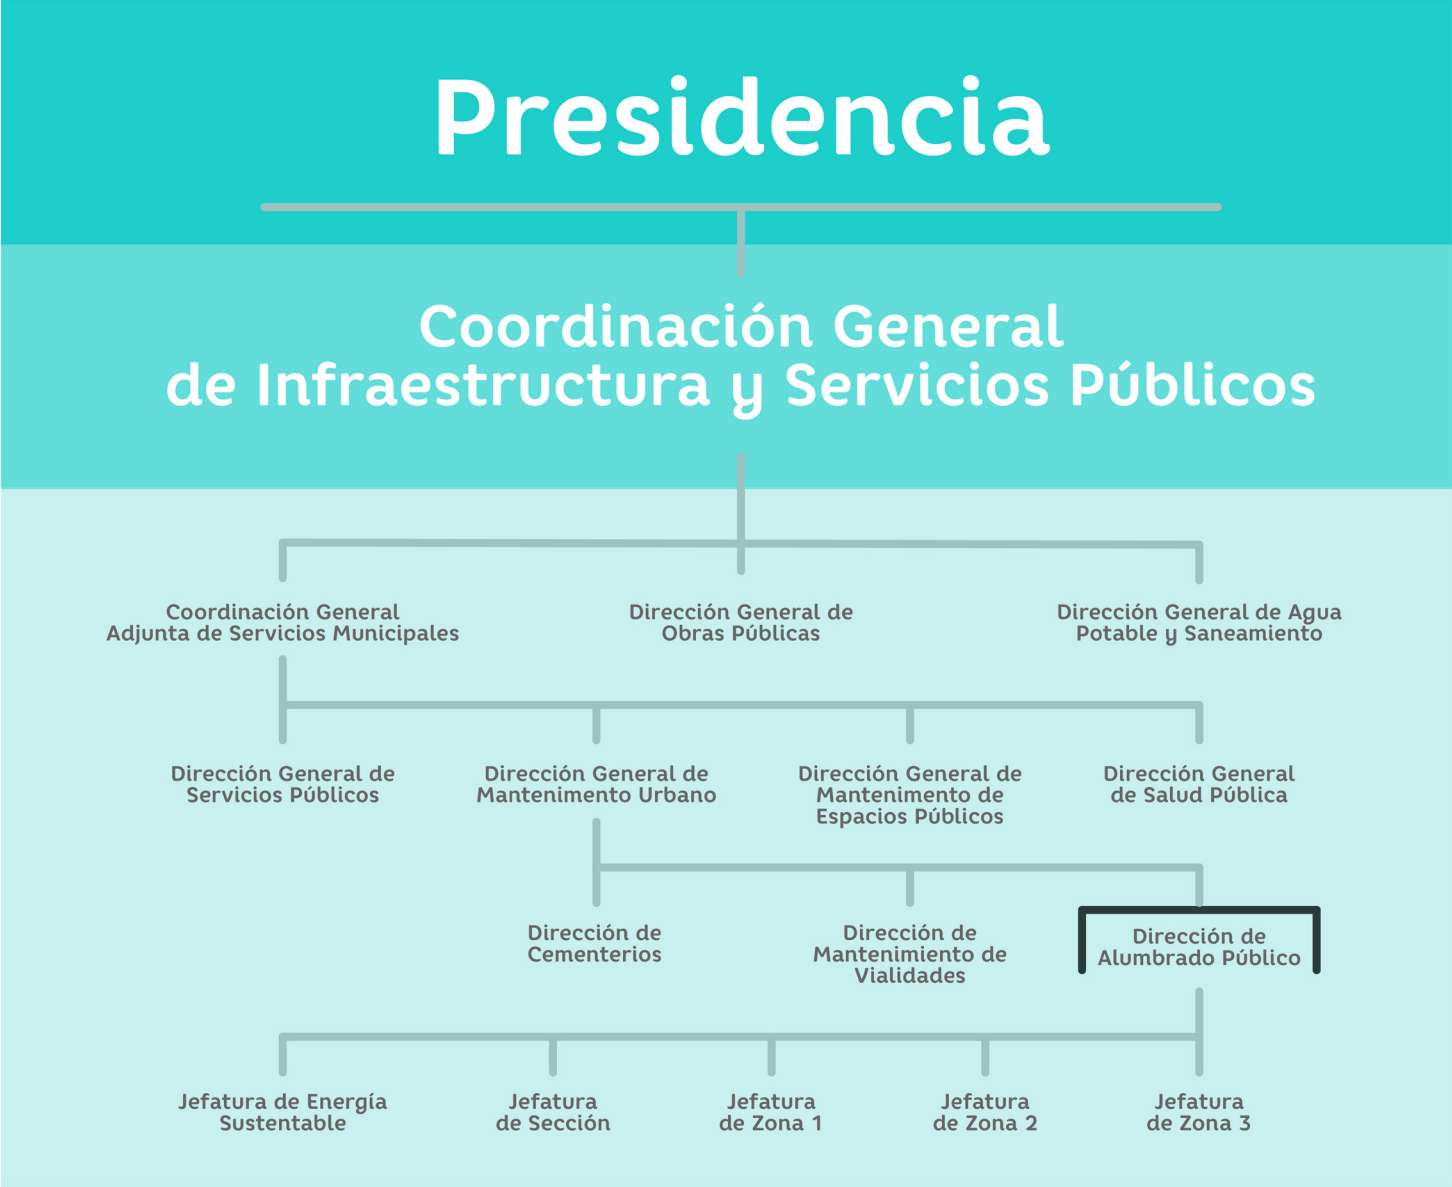 Presidencia
Coordinación General
de Infraestructura y Servicios Públicos
Coordinación General
Adjunta de Servicios Municipales
Dirección General de
Obras Públicas
Dirección General de Agua
Potable y Saneamiento
Dirección General de
Servicios Públicos
Dirección General de
Mantenimento Urbano
Dirección General de
Mantenimento de
Espacios Públicos
Dirección General
de Salud Pública
Dirección de
Cementerios
Dirección de
Mantenimiento de
Vialidades
Dirección de
Alumbrado Público
Jefatura de Energía
Sustentable
Jefatura
de Sección
Jefatura
de Zona 1
Jefatura
de Zona 2
Jefatura
de Zona 3